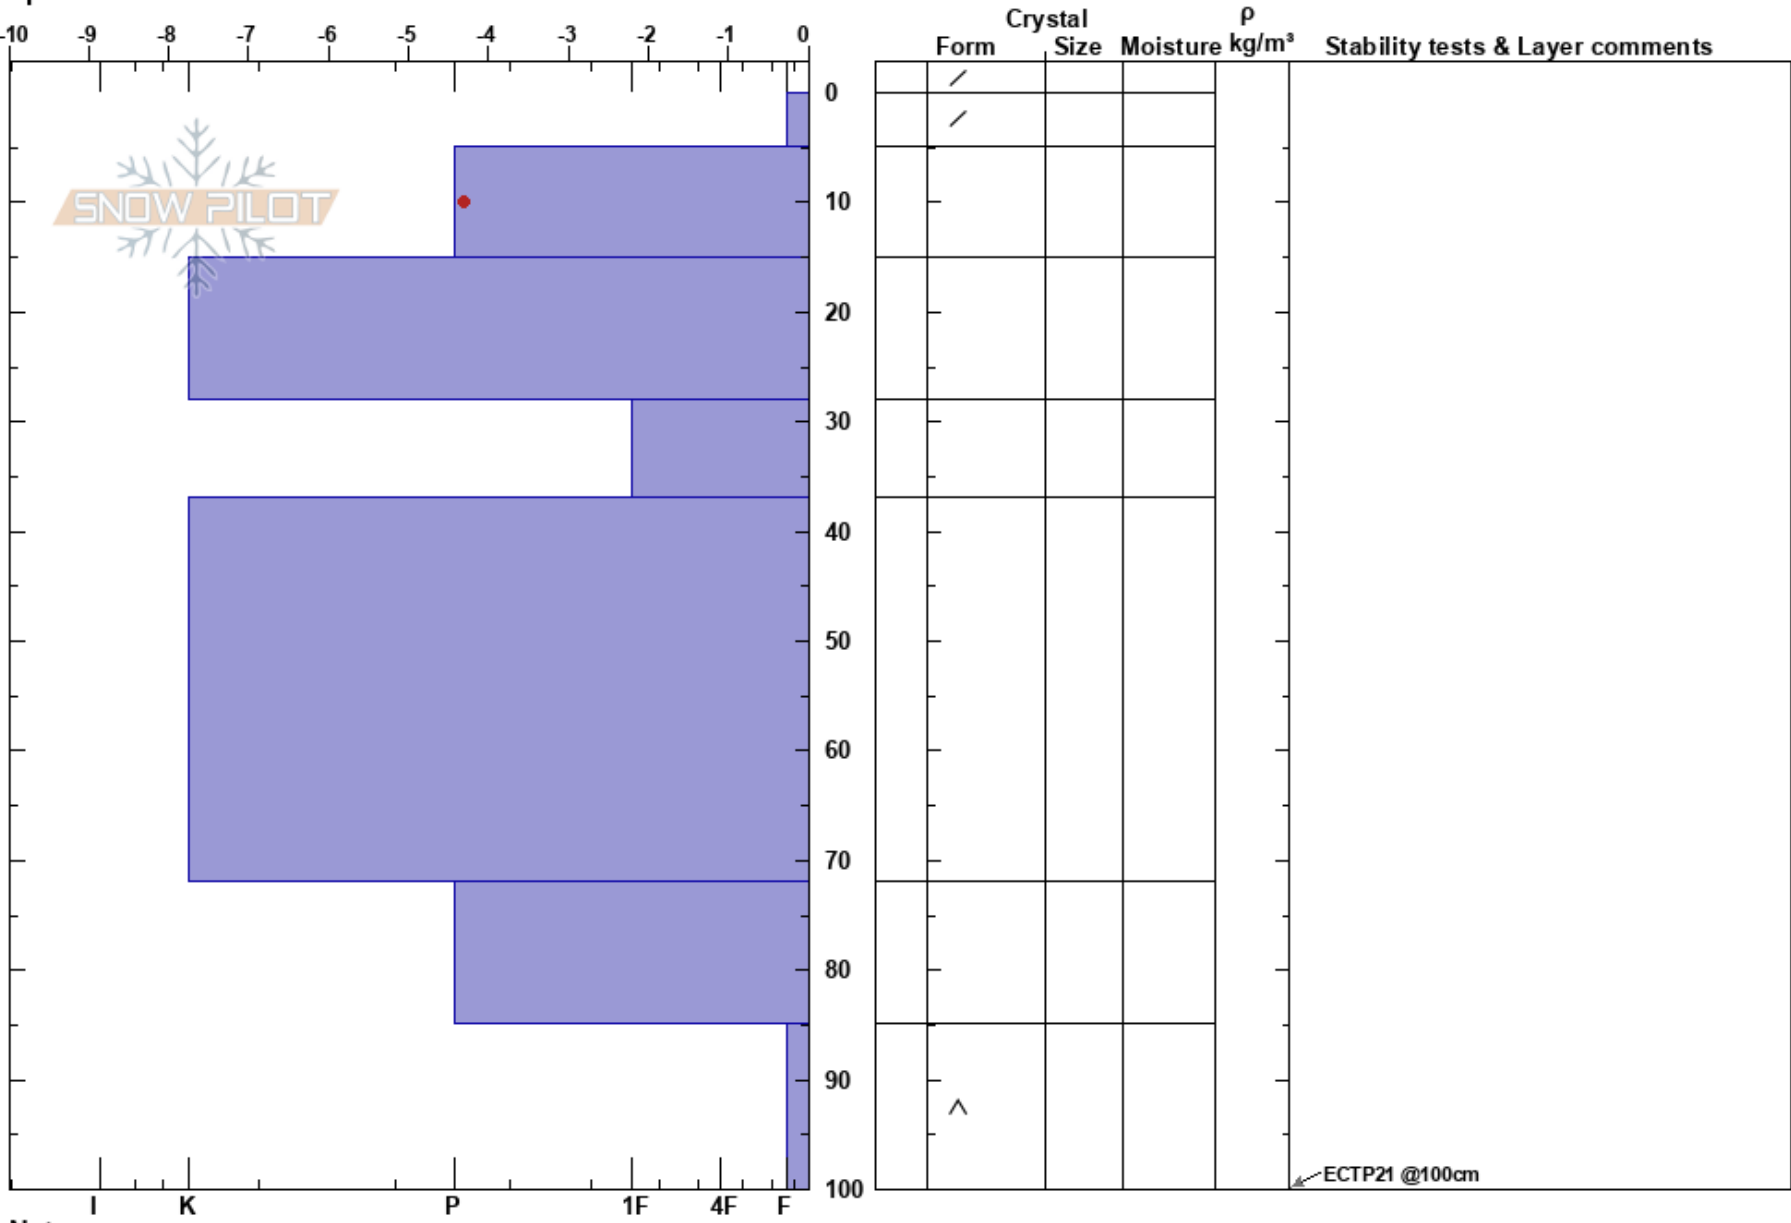 -10 -9 -8 -7 -6 -5 -4 -3 -2 -1 0
Crystal
ρ
Form Size Moisture kg/m³ Stability tests & Layer comments
0
SNOW PILOT
10
20
30
40
50
60
70
80
90
100
ECTP21 @100cm
I K P 1F 4F F